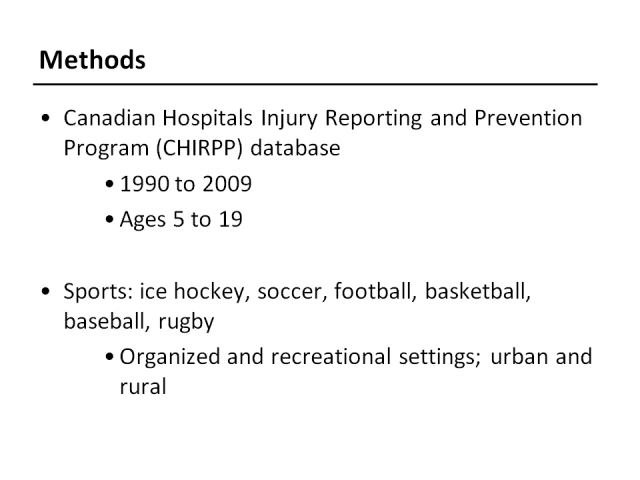 Methods
• Canadian Hospitals Injury Reporting and Prevention
Program (CHIRPP) database
• 1990 to 2009
• Ages 5 to 19
• Sports: ice hockey, soccer, football, basketball,
baseball, rugby
• Organized and recreational settings; urban and
rural